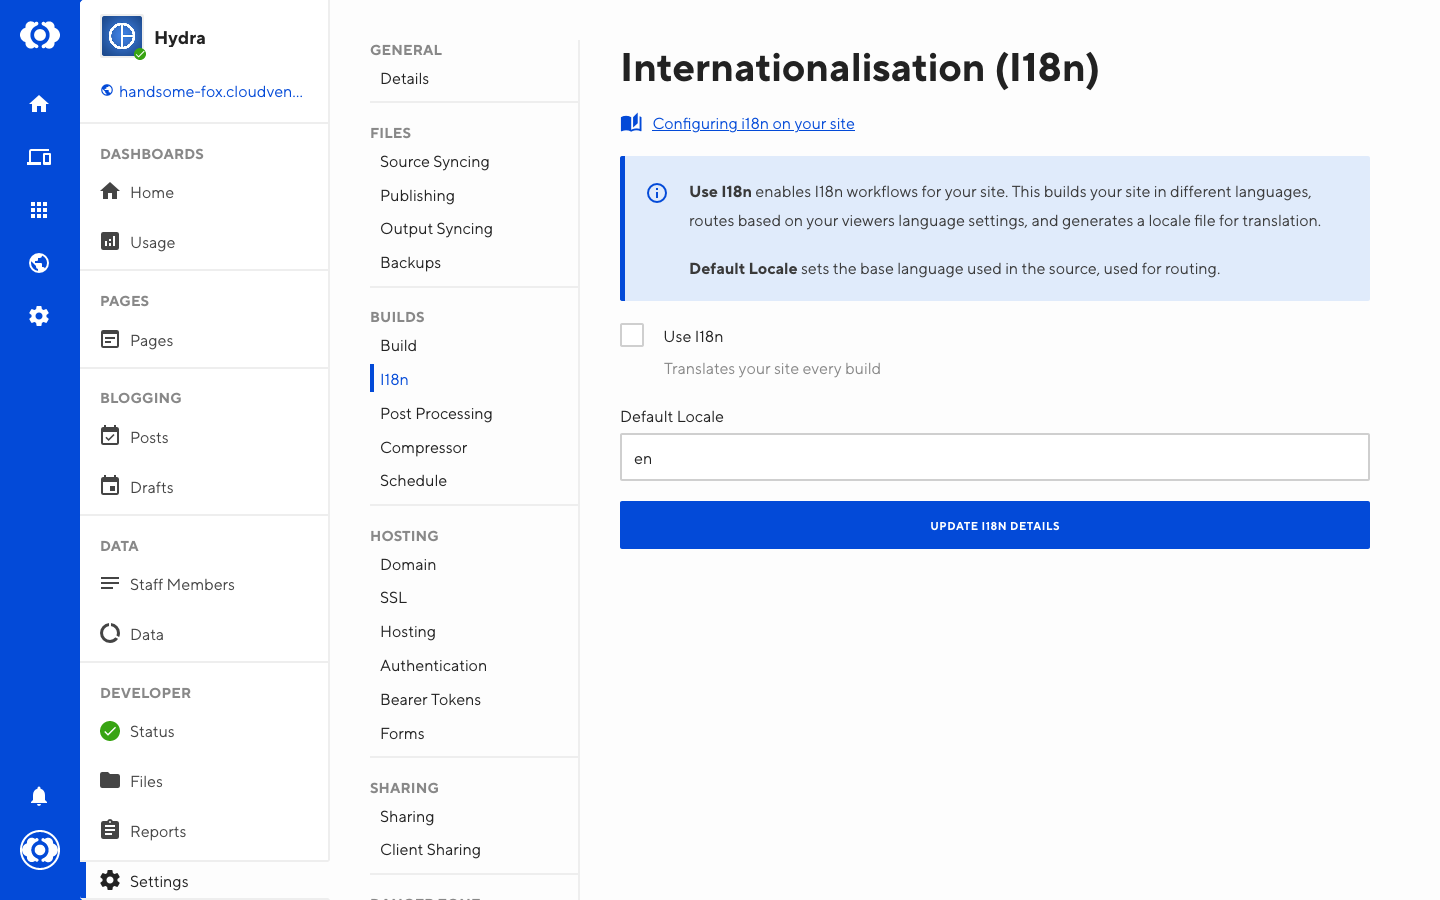 Hydra
handsome-fox.cloudven...
DASHBOARDS
Home
Usage
PAGES
Pages
BLOGGING
Posts
Drafts
DATA
Staff Members
Data
DEVELOPER
Status
Files
Reports
Settings
GENERAL
Details
FILES
Source Syncing
Publishing
Output Syncing
Backups
BUILDS
Build
I18n
Post Processing
Compressor
Schedule
HOSTING
Domain
SSL
Hosting
Authentication
Bearer Tokens
Forms
SHARING
Sharing
Client Sharing
Internationalisation (I18n)
Configuring i18n on your site
Use I18n enables I18n workflows for your site. This builds your site in different languages,
routes based on your viewers language settings, and generates a locale file for translation.
Default Locale sets the base language used in the source, used for routing.
Use I18n
Translates your site every build
Default Locale
en
UPDATE I18N DETAILS